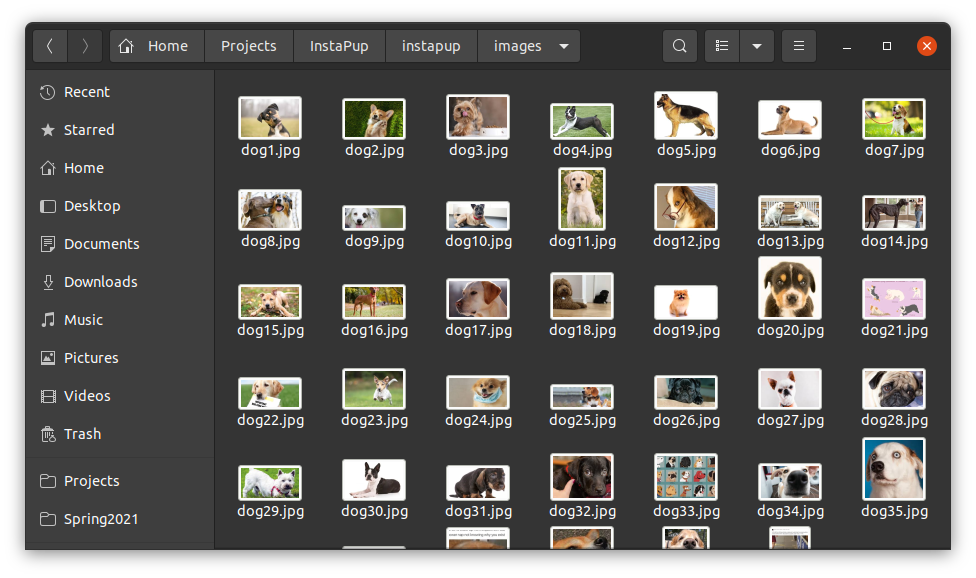 Home Projects InstaPup instapup images
Recent
Starred
Home
Desktop
Documents
Downloads
Music
Pictures
Videos
Trash
Projects
Spring2021
dog1.jpg dog2.jpg dog3.jpg dog4.jpg dog5.jpg dog6.jpg dog7.jpg
dog8.jpg dog9.jpg dog10.jpg dog11.jpg dog12.jpg dog13.jpg dog14.jpg
dog15.jpg dog16.jpg dog17.jpg dog18.jpg dog19.jpg dog20.jpg dog21.jpg
dog22.jpg dog23.jpg dog24.jpg dog25.jpg dog26.jpg dog27.jpg dog28.jpg
dog29.jpg dog30.jpg dog31.jpg dog32.jpg dog33.jpg dog34.jpg dog35.jpg